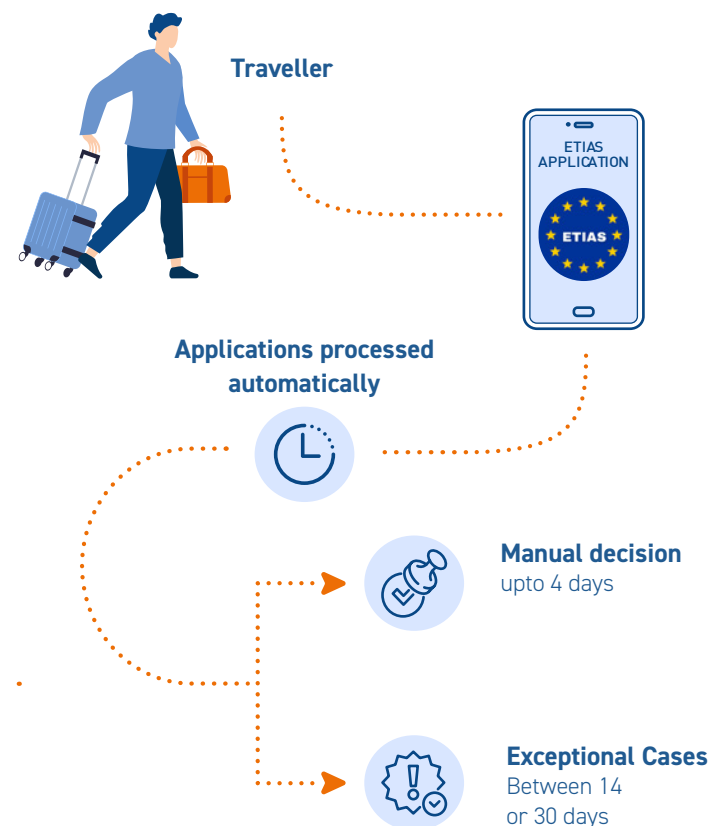 Traveller
ETIAS
APPLICATION
ETIAS
Applications processed
automatically
Manual decision
upto 4 days
Exceptional Cases
Between 14
or 30 days